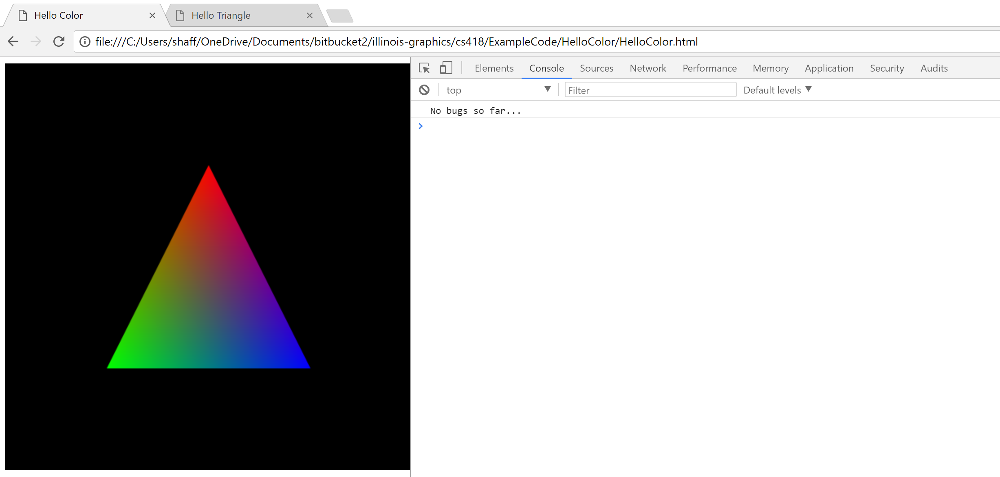 Hello Color
Hello Triangle
file:///C:/Users/shaff/OneDrive/Documents/bitbucket2/illinois-graphics/cs418/ExampleCode/HelloColor/HelloColor.html
Elements Console Sources Network Performance Memory Application Security Audits
top Filter Default levels
No bugs so far...